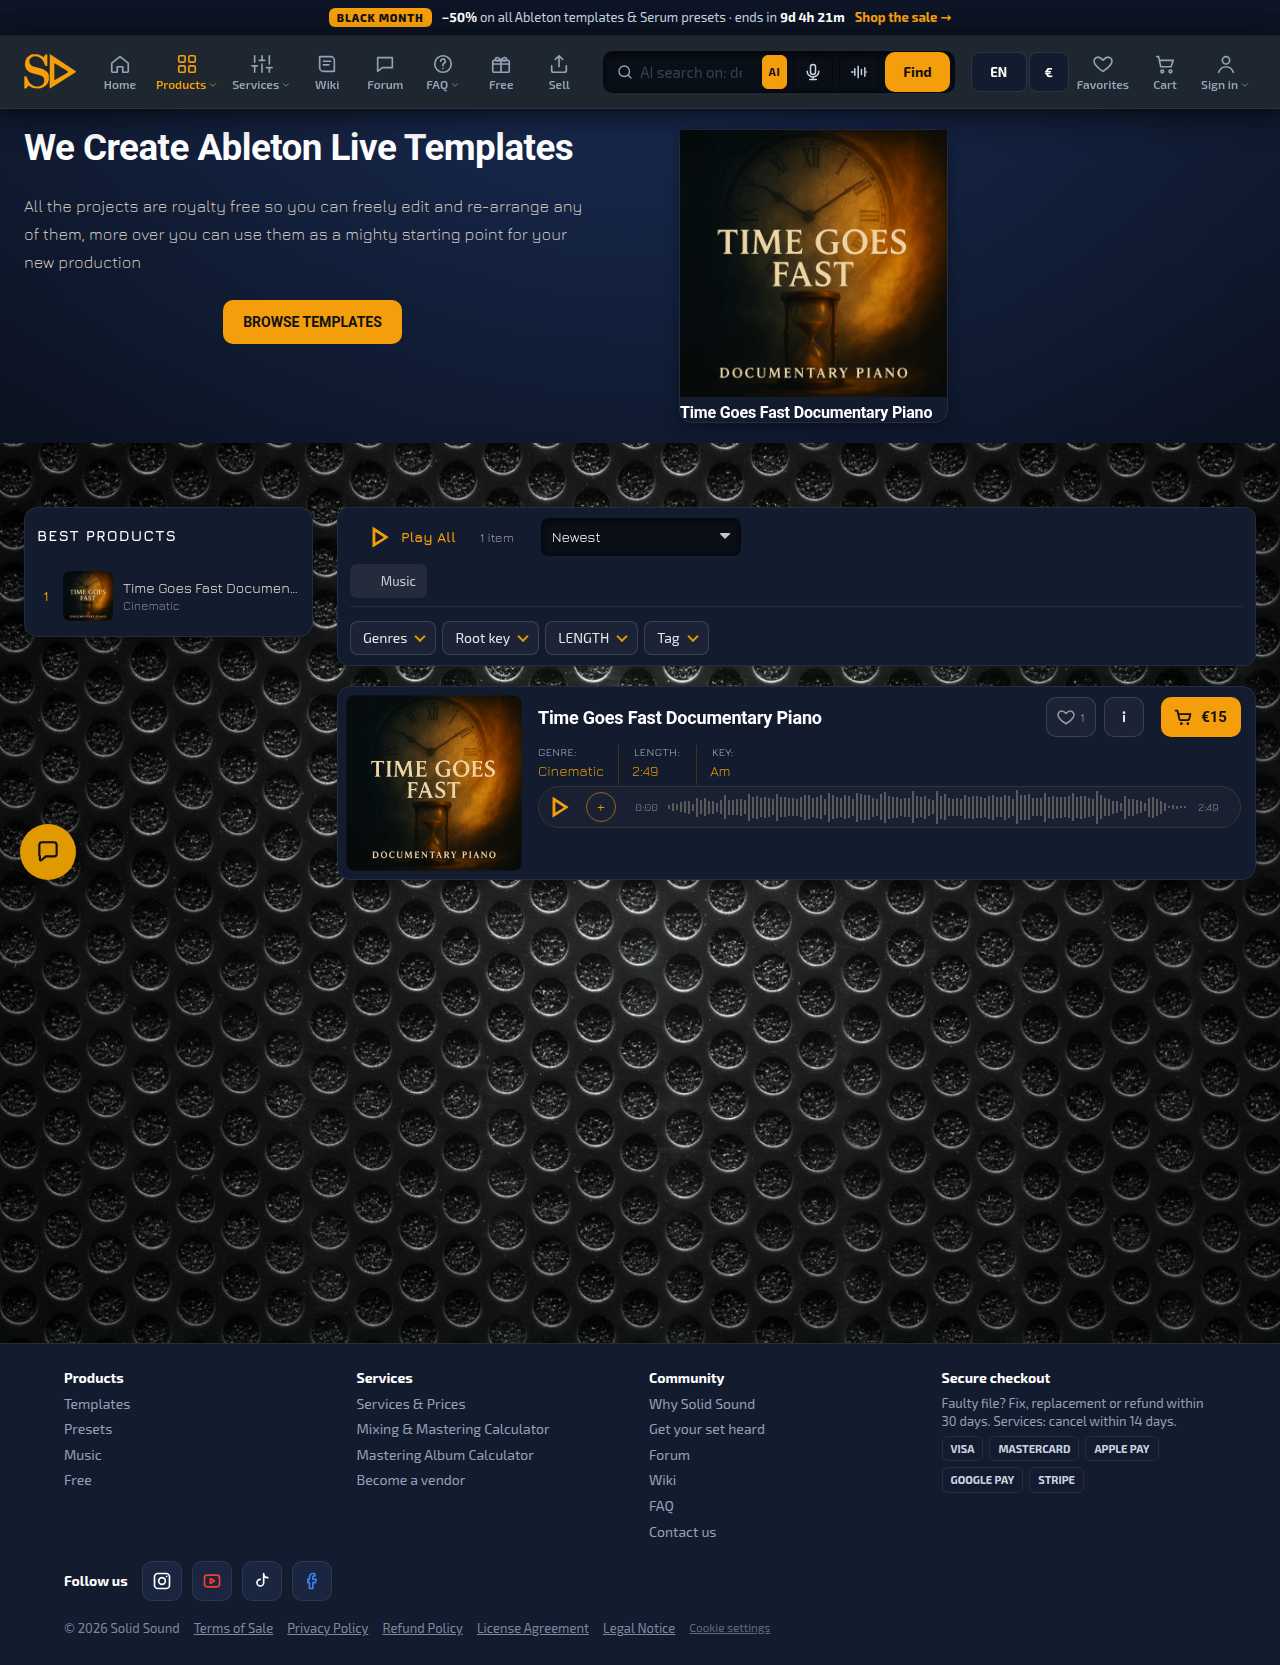 BLACK MONTH −50% on all Ableton templates & Serum presets · ends in 9d 4h 21m Shop the sale →
SD
Home
Products
Services
Wiki
Forum
FAQ
Free
Sell
AI search on: dr
AI
Find
EN
€
Favorites
Cart
Sign in
We Create Ableton Live Templates
All the projects are royalty free so you can freely edit and re-arrange any
of them, more over you can use them as a mighty starting point for your
new production
BROWSE TEMPLATES
TIME GOES
FAST
DOCUMENTARY PIANO
Time Goes Fast Documentary Piano
BEST PRODUCTS
1
TIME GOES
FAST
Time Goes Fast Documen...
Cinematic
Play All
1 item
Newest
Music
Genres
Root key
LENGTH
Tag
TIME GOES
FAST
DOCUMENTARY PIANO
Time Goes Fast Documentary Piano
1
i
€15
GENRE:
Cinematic
LENGTH:
2:49
KEY:
Am
+
0:00
2:49
Products
Templates
Presets
Music
Free
Services
Services & Prices
Mixing & Mastering Calculator
Mastering Album Calculator
Become a vendor
Community
Why Solid Sound
Get your set heard
Forum
Wiki
FAQ
Contact us
Secure checkout
Faulty file? Fix, replacement or refund within
30 days. Services: cancel within 14 days.
VISA
MASTERCARD
APPLE PAY
GOOGLE PAY
STRIPE
Follow us
© 2026 Solid Sound Terms of Sale Privacy Policy Refund Policy License Agreement Legal Notice Cookie settings